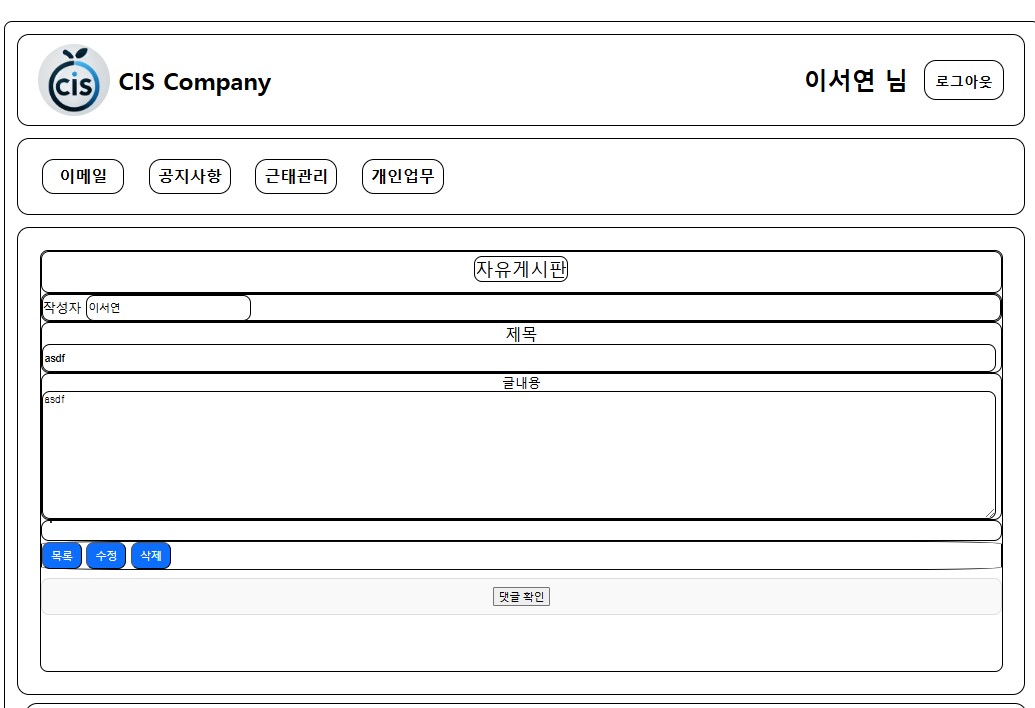 cis CIS Company 이서연 님 로그아웃
이메일 공지사항 근태관리 개인업무
자유게시판
작성자 이서연
제목
asdf
글내용
asdf
목록 수정 삭제
댓글 확인